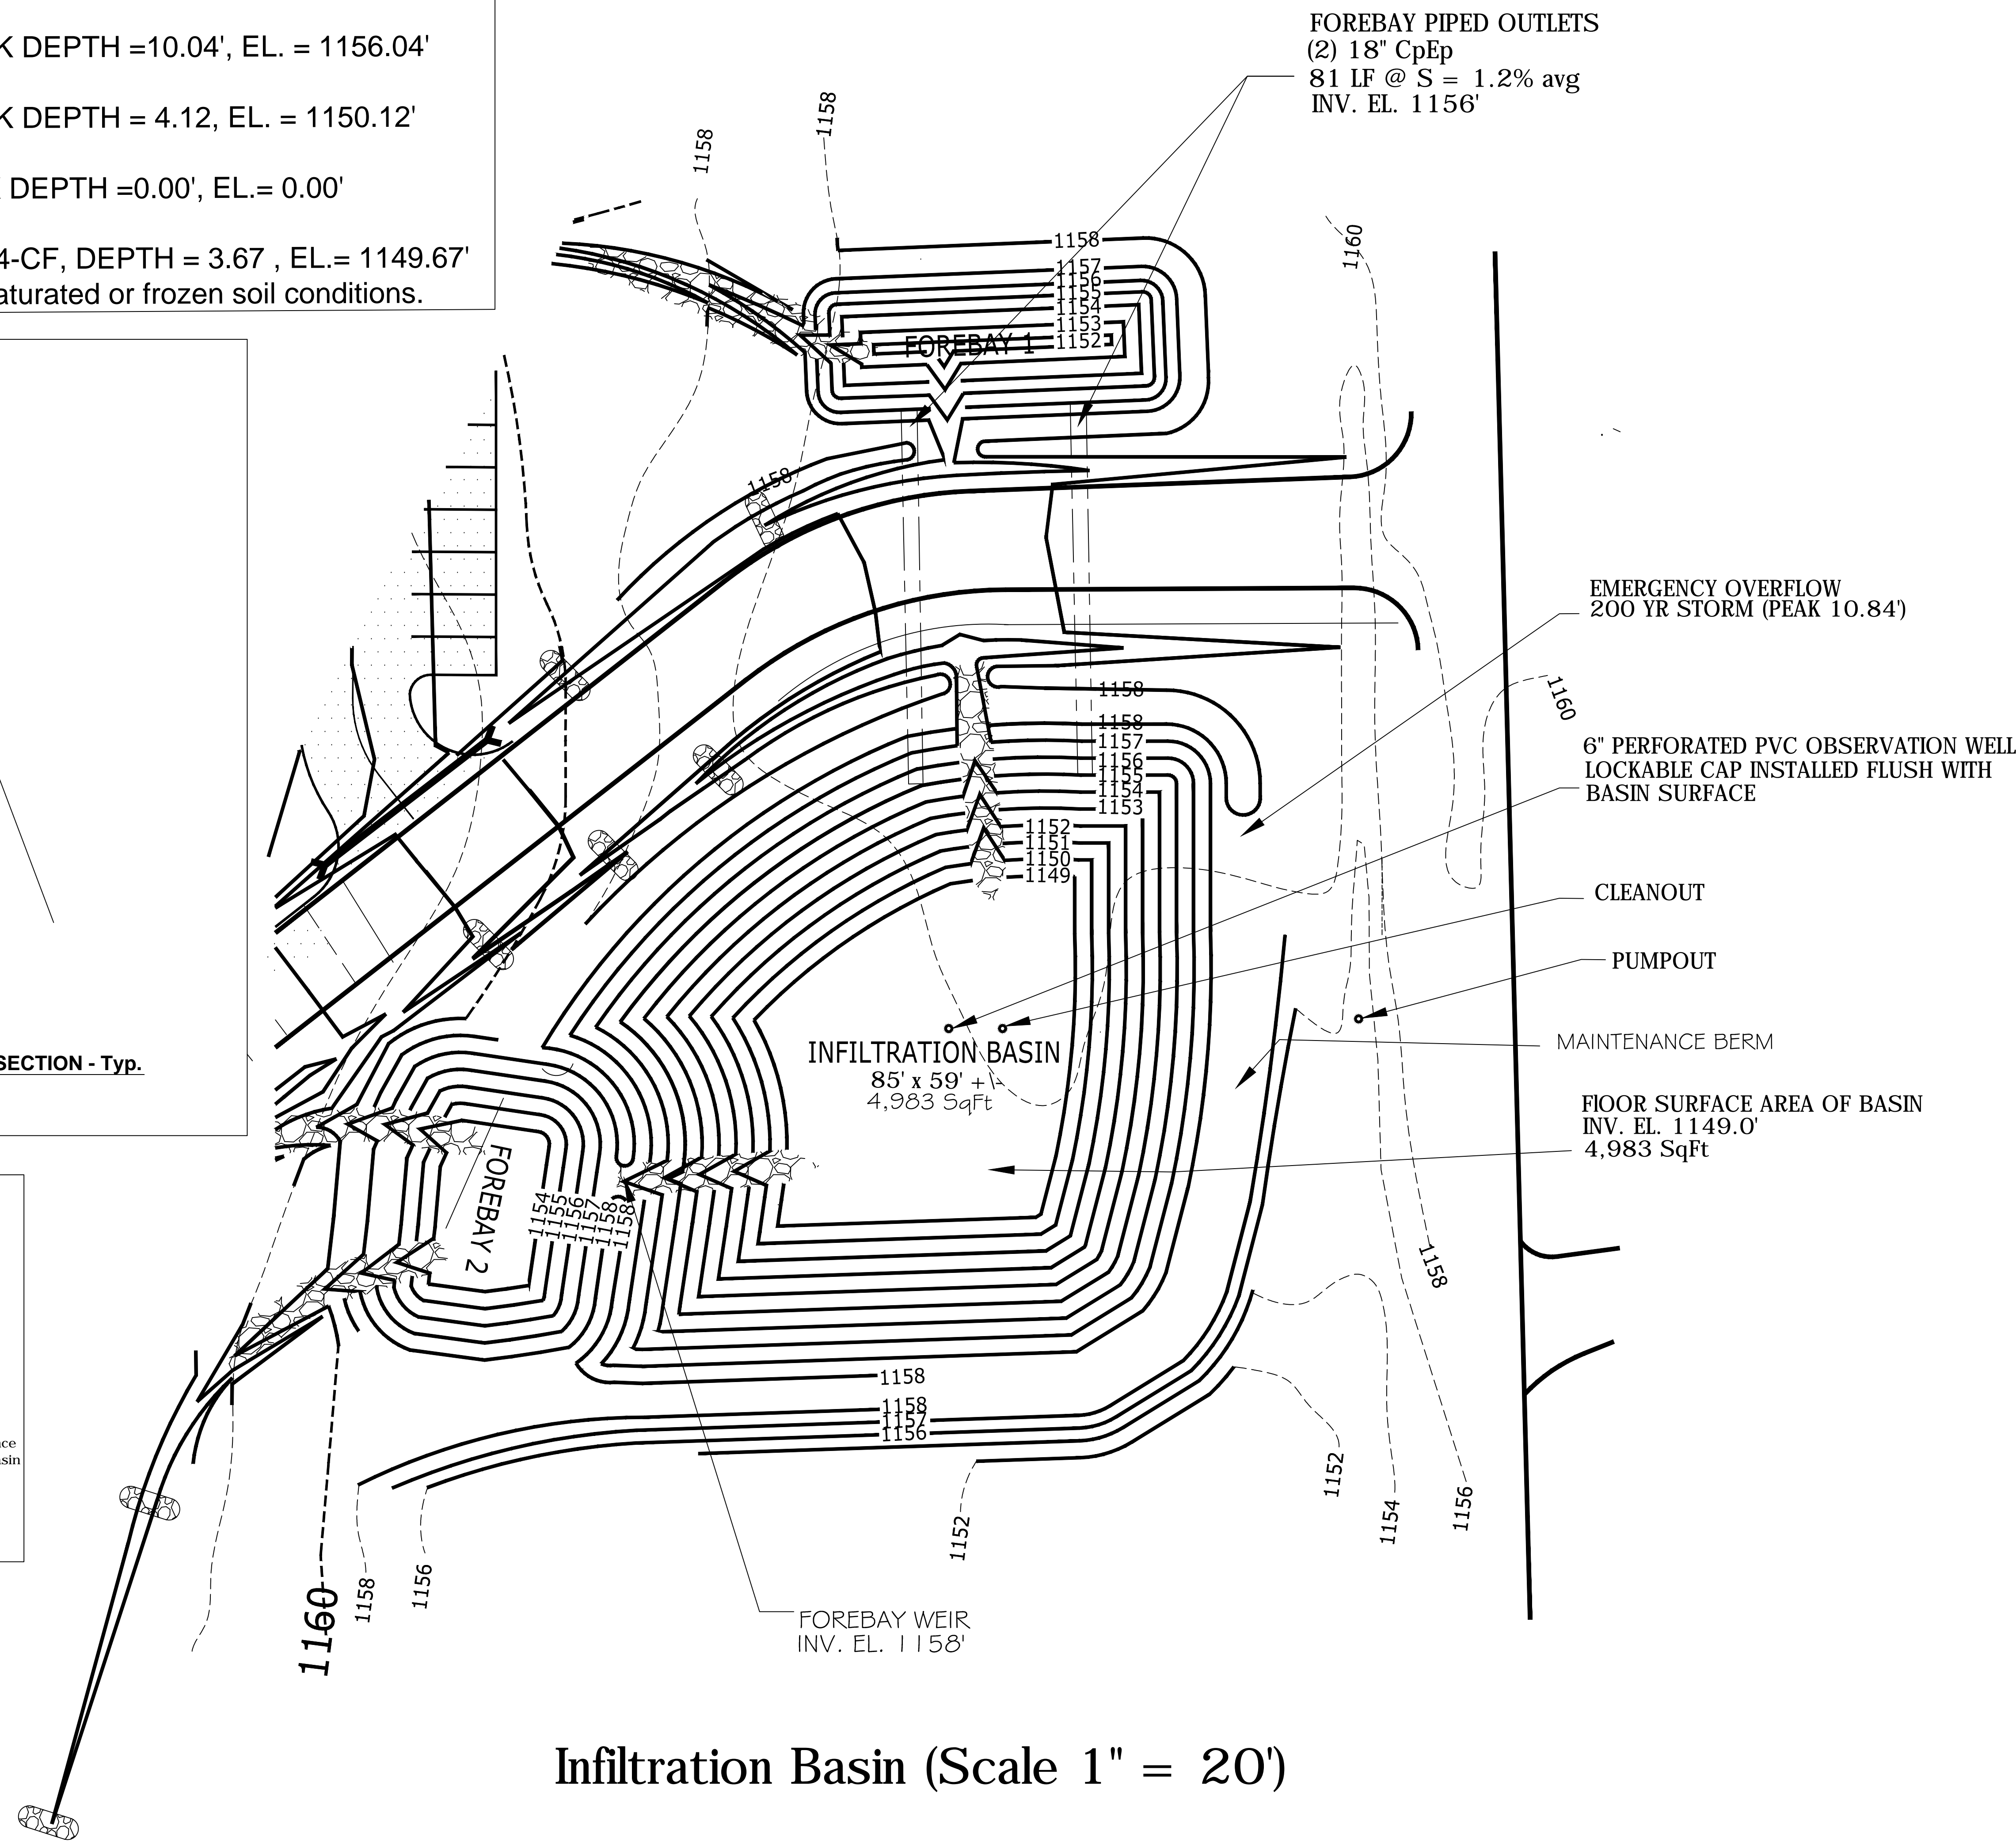 K DEPTH =10.04', EL. = 1156.04'
K DEPTH = 4.12, EL. = 1150.12'
DEPTH =0.00', EL.= 0.00'
4-CF, DEPTH = 3.67 , EL.= 1149.67'
aturated or frozen soil conditions.
SECTION - Typ.
nce
asin
FOREBAY PIPED OUTLETS
(2) 18" CpEp
81 LF @ S = 1.2% avg
INV. EL. 1156'
1158
1158
1160
1158
1157
1156
1155
1154
1153
1152
FOREBAY 1
1158
EMERGENCY OVERFLOW
200 YR STORM (PEAK 10.84')
1160
1158
1158
1157
1156
1155
1154
1153
1152
1151
1150
1149
6" PERFORATED PVC OBSERVATION WELL
LOCKABLE CAP INSTALLED FLUSH WITH
BASIN SURFACE
CLEANOUT
PUMPOUT
MAINTENANCE BERM
INFILTRATION BASIN
85' x 59' +\-
4,983 SqFt
FlOOR SURFACE AREA OF BASIN
INV. EL. 1149.0'
4,983 SqFt
FOREBAY 2
1154
1155
1156
1157
1158
1158
1158
1158
1158
1157
1156
1152
1152
1154
1156
1160
1158
1156
FOREBAY WEIR
INV. EL. 1158'
Infiltration Basin (Scale 1" = 20')